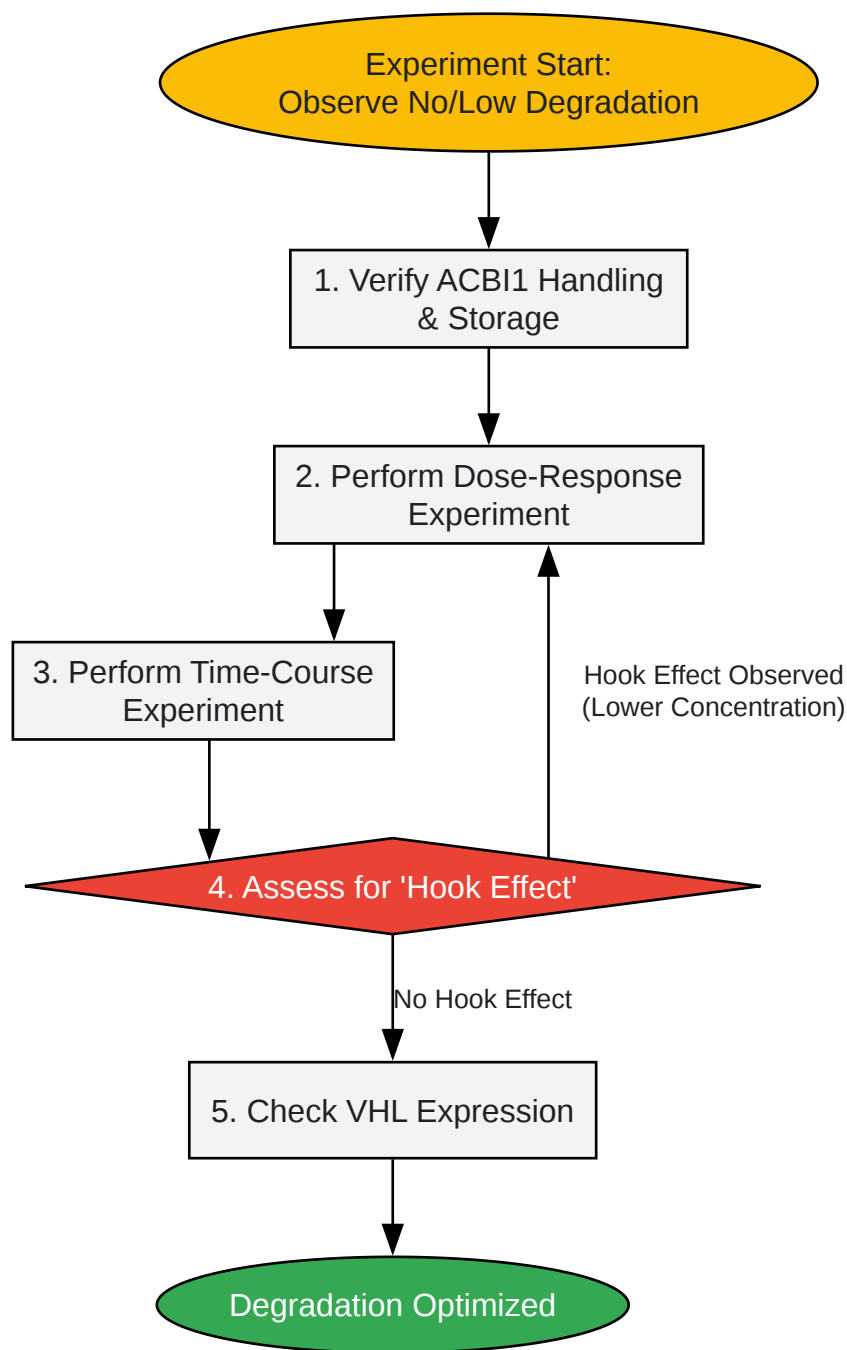 Experiment Start:
Observe No/Low Degradation
1. Verify ACBI1 Handling
& Storage
2. Perform Dose-Response
Experiment
3. Perform Time-Course
Experiment
Hook Effect Observed
(Lower Concentration)
4. Assess for 'Hook Effect'
No Hook Effect
5. Check VHL Expression
Degradation Optimized